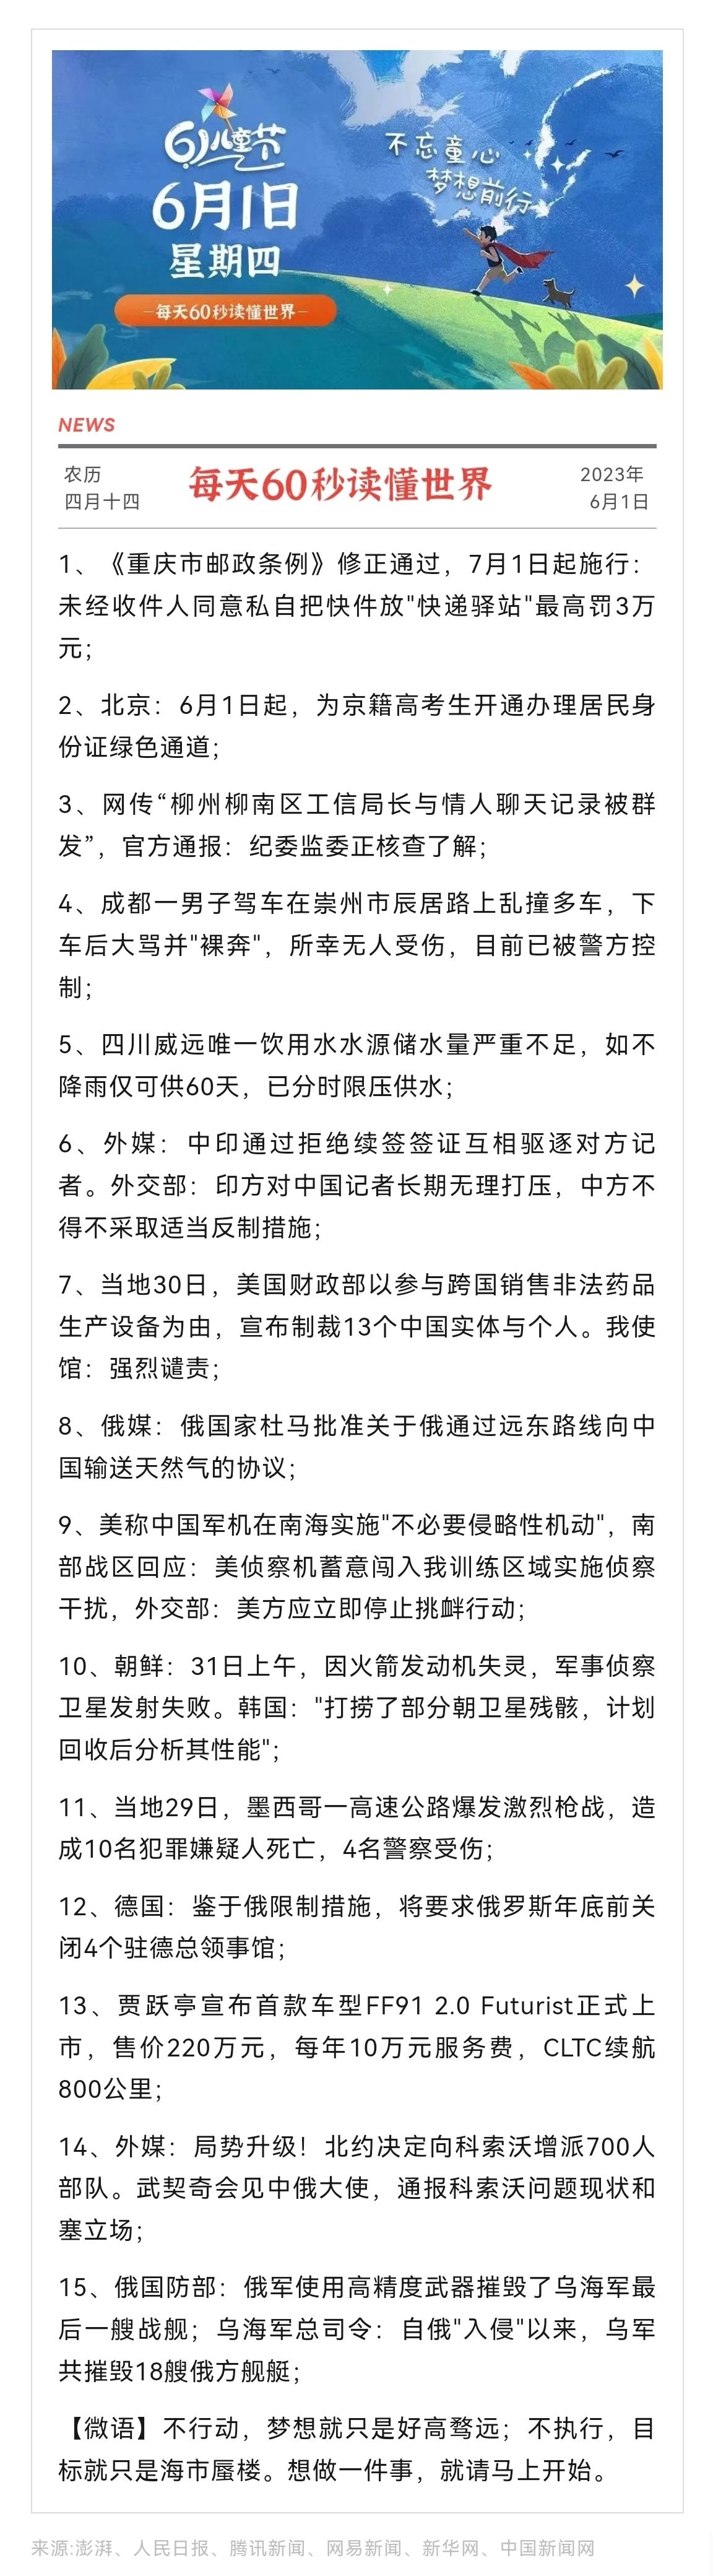 61儿童节
6月1日
星期四
每天60秒读懂世界
不忘童心
梦想前行
NEWS
农历
四月十四
每天60秒读懂世界
2023年
6月1日
1、《重庆市邮政条例》修正通过，7月1日起施行：
未经收件人同意私自把快件放"快递驿站"最高罚3万
元；
2、北京：6月1日起，为京籍高考生开通办理居民身
份证绿色通道；
3、网传“柳州柳南区工信局长与情人聊天记录被群
发”，官方通报：纪委监委正核查了解；
4、成都一男子驾车在崇州市辰居路上乱撞多车，下
车后大骂并"裸奔"，所幸无人受伤，目前已被警方控
制；
5、四川威远唯一饮用水水源储水量严重不足，如不
降雨仅可供60天，已分时限压供水；
6、外媒：中印通过拒绝续签签证互相驱逐对方记
者。外交部：印方对中国记者长期无理打压，中方不
得不采取适当反制措施；
7、当地30日，美国财政部以参与跨国销售非法药品
生产设备为由，宣布制裁13个中国实体与个人。我使
馆：强烈谴责；
8、俄媒：俄国家杜马批准关于俄通过远东路线向中
国输送天然气的协议；
9、美称中国军机在南海实施"不必要侵略性机动"，南
部战区回应：美侦察机蓄意闯入我训练区域实施侦察
干扰，外交部：美方应立即停止挑衅行动；
10、朝鲜：31日上午，因火箭发动机失灵，军事侦察
卫星发射失败。韩国："打捞了部分朝卫星残骸，计划
回收后分析其性能"；
11、当地29日，墨西哥一高速公路爆发激烈枪战，造
成10名犯罪嫌疑人死亡，4名警察受伤；
12、德国：鉴于俄限制措施，将要求俄罗斯年底前关
闭4个驻德总领事馆；
13、贾跃亭宣布首款车型FF91 2.0 Futurist正式上
市，售价220万元，每年10万元服务费，CLTC续航
800公里；
14、外媒：局势升级！北约决定向科索沃增派700人
部队。武契奇会见中俄大使，通报科索沃问题现状和
塞立场；
15、俄国防部：俄军使用高精度武器摧毁了乌海军最
后一艘战舰；乌海军总司令：自俄"入侵"以来，乌军
共摧毁18艘俄方舰艇；
【微语】不行动，梦想就只是好高骛远；不执行，目
标就只是海市蜃楼。想做一件事，就请马上开始。
来源:澎湃、人民日报、腾讯新闻、网易新闻、新华网、中国新闻网